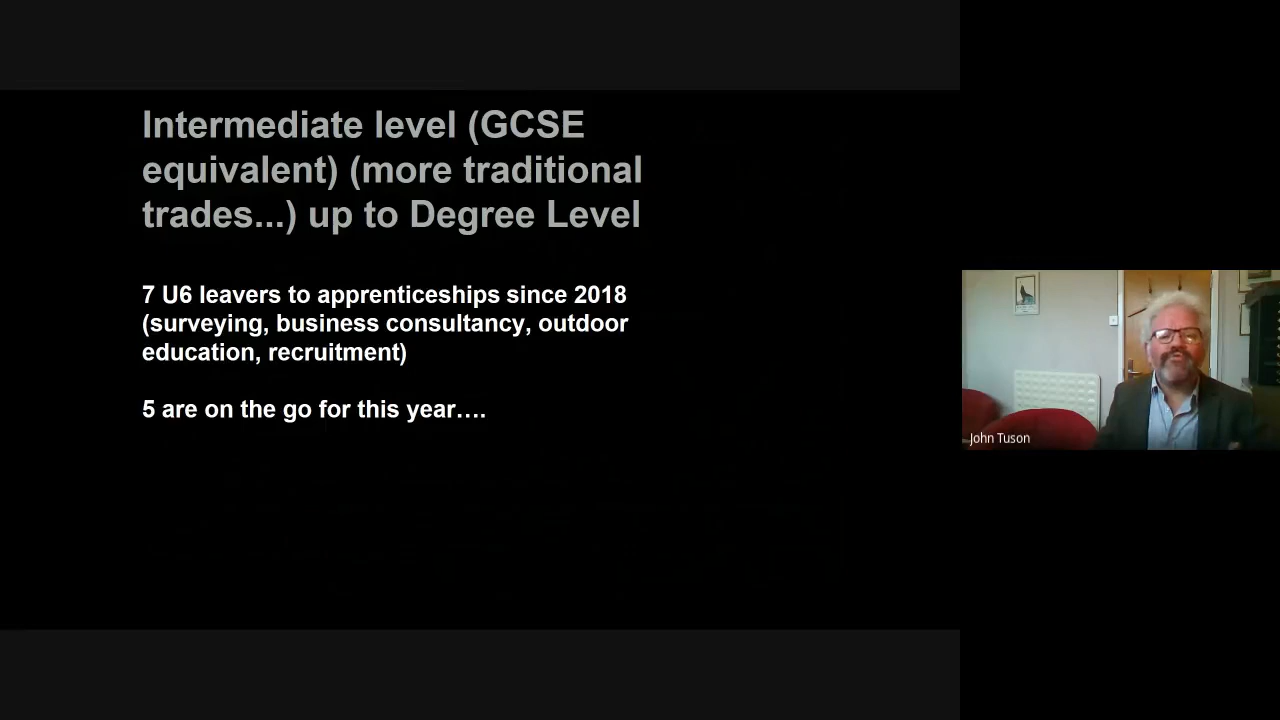 Intermediate level (GCSE
equivalent) (more traditional
trades...) up to Degree Level
7 U6 leavers to apprenticeships since 2018
(surveying, business consultancy, outdoor
education, recruitment)
5 are on the go for this year….
John Tuson